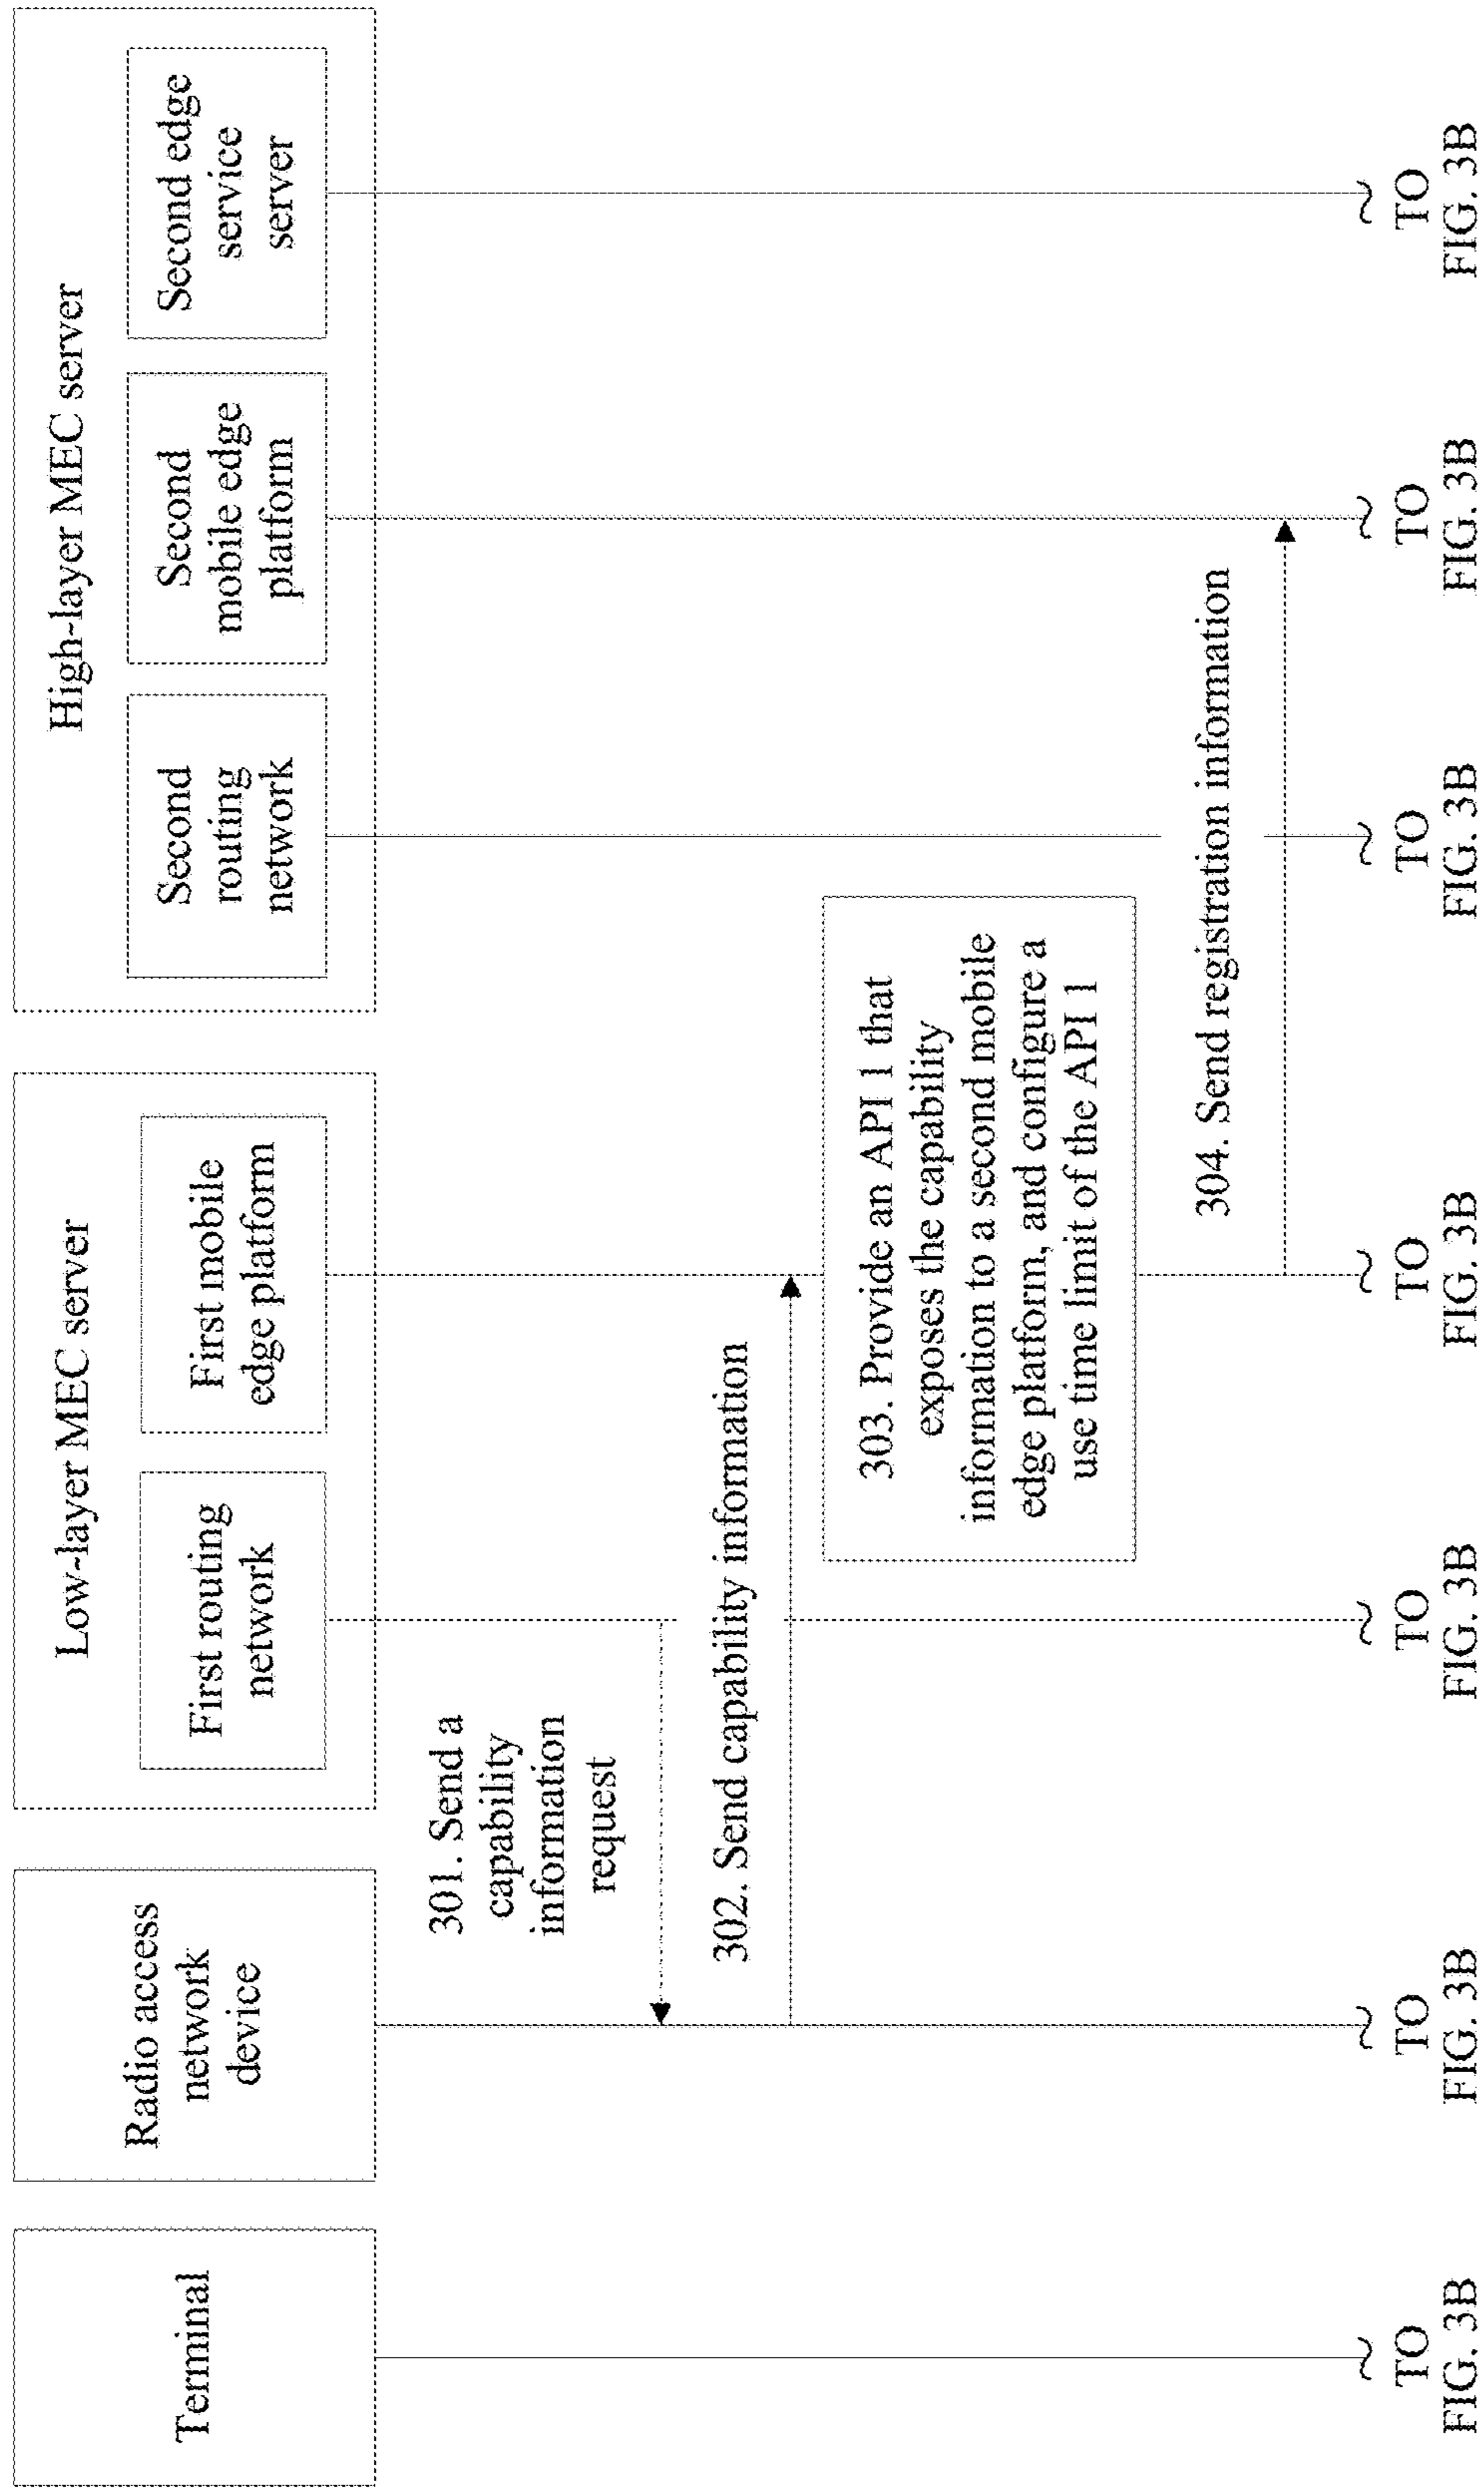 Terminal
Radio access
network
device
Low-layer MEC server
First routing
network
First mobile
edge platform
High-layer MEC server
Second
routing
network
Second
mobile edge
platform
Second edge
service
server
301. Send a
capability
information
request
302. Send capability information
303. Provide an API 1 that
exposes the capability
information to a second mobile
edge platform, and configure a
use time limit of the API 1
304. Send registration information
TO
FIG. 3B
TO
FIG. 3B
TO
FIG. 3B
TO
FIG. 3B
TO
FIG. 3B
TO
FIG. 3B
TO
FIG. 3B